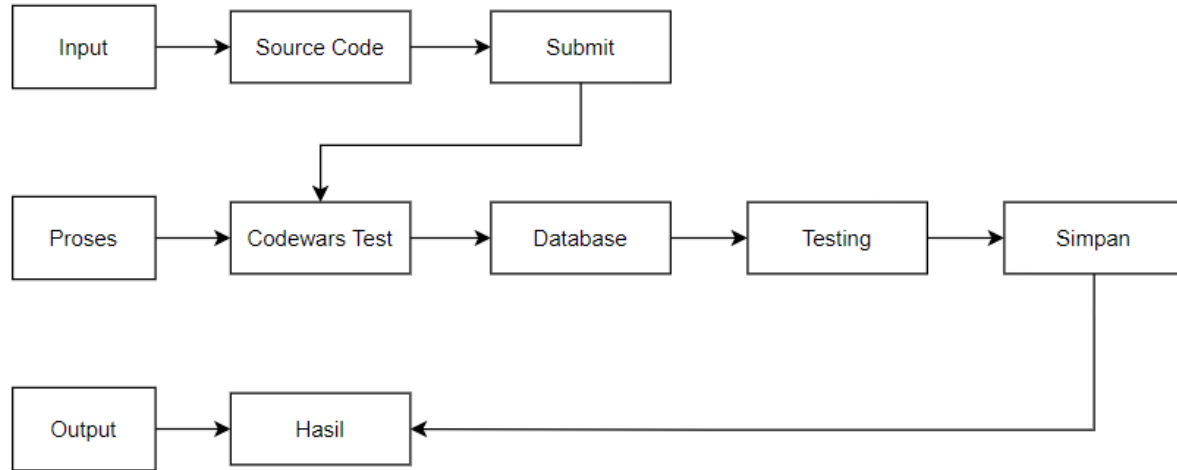 Input
Source Code
Submit
Proses
Codewars Test
Database
Testing
Simpan
Output
Hasil